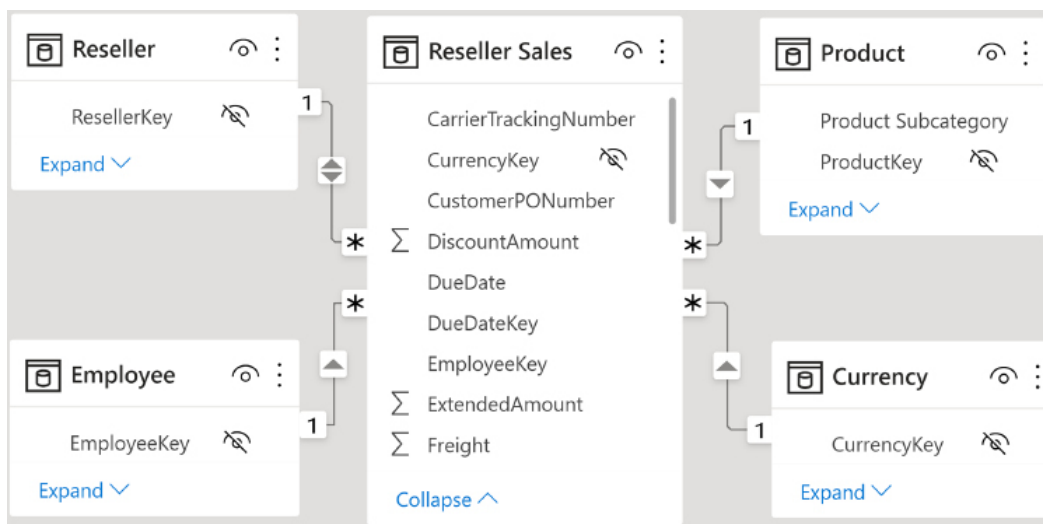 Reseller
ResellerKey
Expand
1
*
Employee
EmployeeKey
Expand
1
*
Reseller Sales
CarrierTrackingNumber
CurrencyKey
CustomerPONumber
Σ DiscountAmount
DueDate
DueDateKey
EmployeeKey
Σ ExtendedAmount
Σ Freight
Collapse
Product
Product Subcategory
ProductKey
Expand
1
*
Currency
CurrencyKey
Expand
1
*